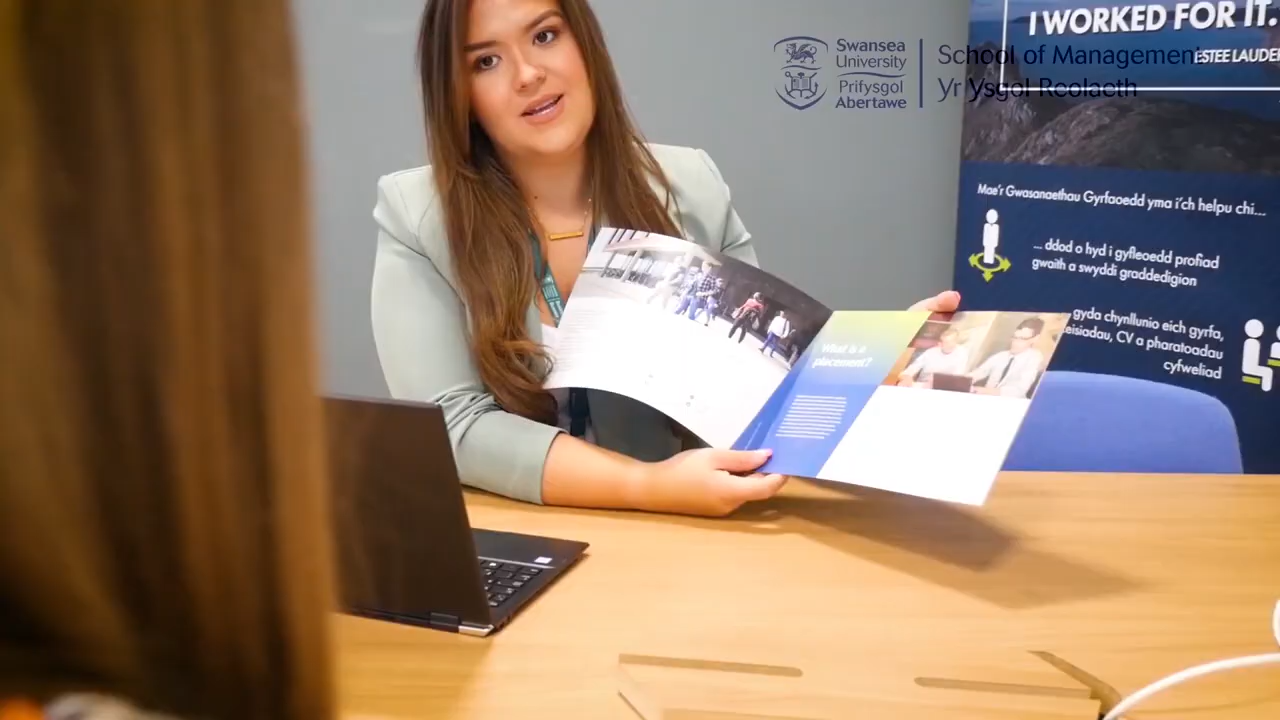 I WORKED FOR IT.
ESTEE LAUDER
Swansea
University
Prifysgol
Abertawe
School of Management
Yr Ysgol Reolaeth
Mae'r Gwasanaethau Gyrfaoedd yma i'ch helpu chi...
... ddod o hyd i gyfleoedd profiad
gwaith a swyddi graddedigion
gyda chynllunio eich gyrfa,
CV a pharatoadau
cyfweliad
What is a
placement?